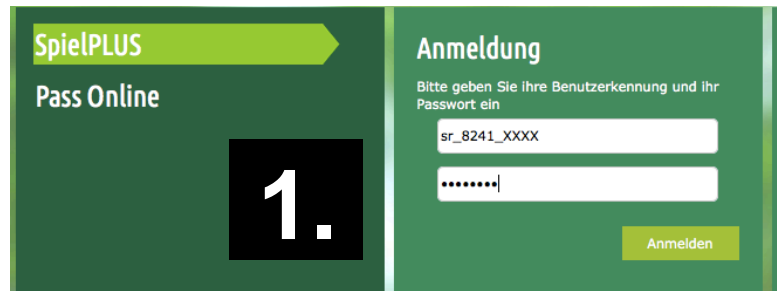 SpielPLUS
Pass Online
1.
Anmeldung
Bitte geben Sie ihre Benutzerkennung und ihr
Passwort ein
sr_8241_XXXX
••••••••
Anmelden